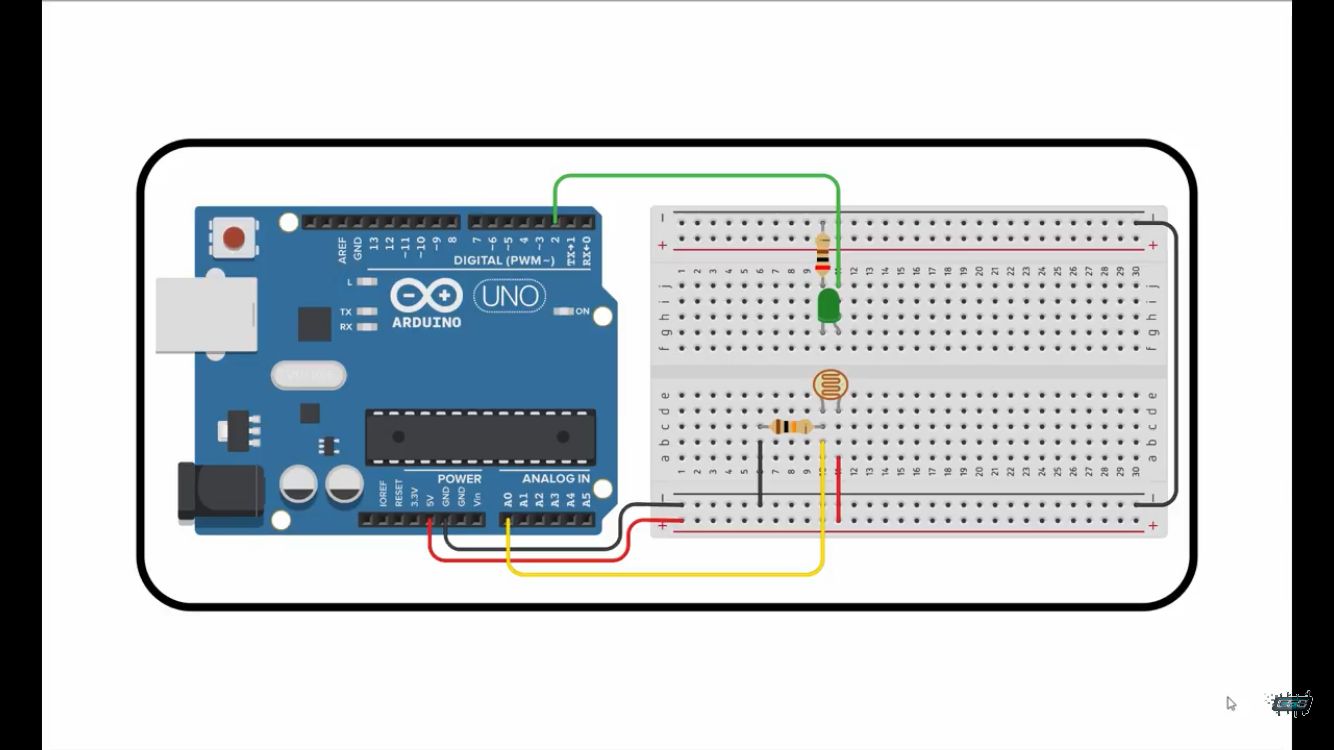 AREF
GND
13
12
~11
~10
~9
8
7
~6
~5
4
~3
2
TX→1
RX←0
DIGITAL (PWM~)
L
TX
RX
ARDUINO
UNO
ON
POWER
ANALOG IN
IOREF
RESET
3.3V
5V
GND
GND
Vin
A0
A1
A2
A3
A4
A5
− −
+ +
1 2 3 4 5 6 7 8 9 10 11 12 13 14 15 16 17 18 19 20 21 22 23 24 25 26 27 28 29 30
j j
i i
h h
g g
f f
e e
d d
c c
b b
a a
1 2 3 4 5 6 7 8 9 10 11 12 13 14 15 16 17 18 19 20 21 22 23 24 25 26 27 28 29 30
− −
+ +